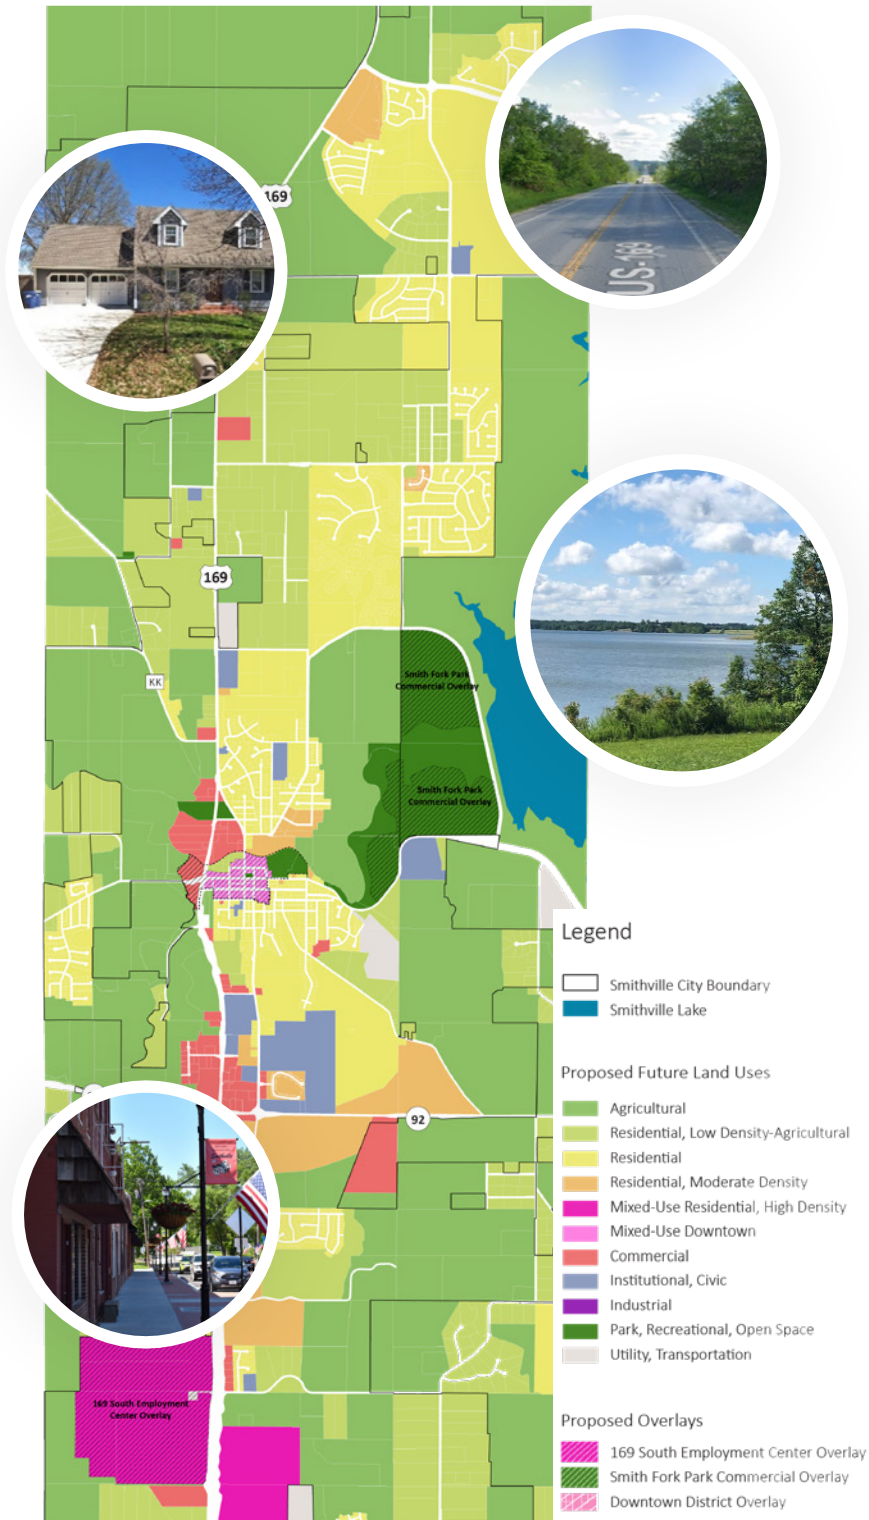 169
US-169
169
Smith Fork Park
Commercial Overlay
KK
Smith Fork Park
Commercial Overlay
92
169 South Employment
Center Overlay
Legend
Smithville City Boundary
Smithville Lake
Proposed Future Land Uses
Agricultural
Residential, Low Density-Agricultural
Residential
Residential, Moderate Density
Mixed-Use Residential, High Density
Mixed-Use Downtown
Commercial
Institutional, Civic
Industrial
Park, Recreational, Open Space
Utility, Transportation
Proposed Overlays
169 South Employment Center Overlay
Smith Fork Park Commercial Overlay
Downtown District Overlay